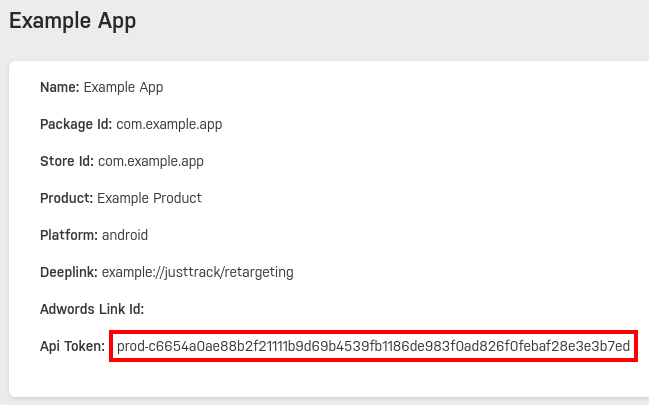 Example App
Name: Example App
Package Id: com.example.app
Store Id: com.example.app
Product: Example Product
Platform: android
Deeplink: example://justtrack/retargeting
Adwords Link Id:
Api Token: prod-c6654a0ae88b2f21111b9d69b4539fb1186de983f0ad826f0febaf28e3e3b7ed